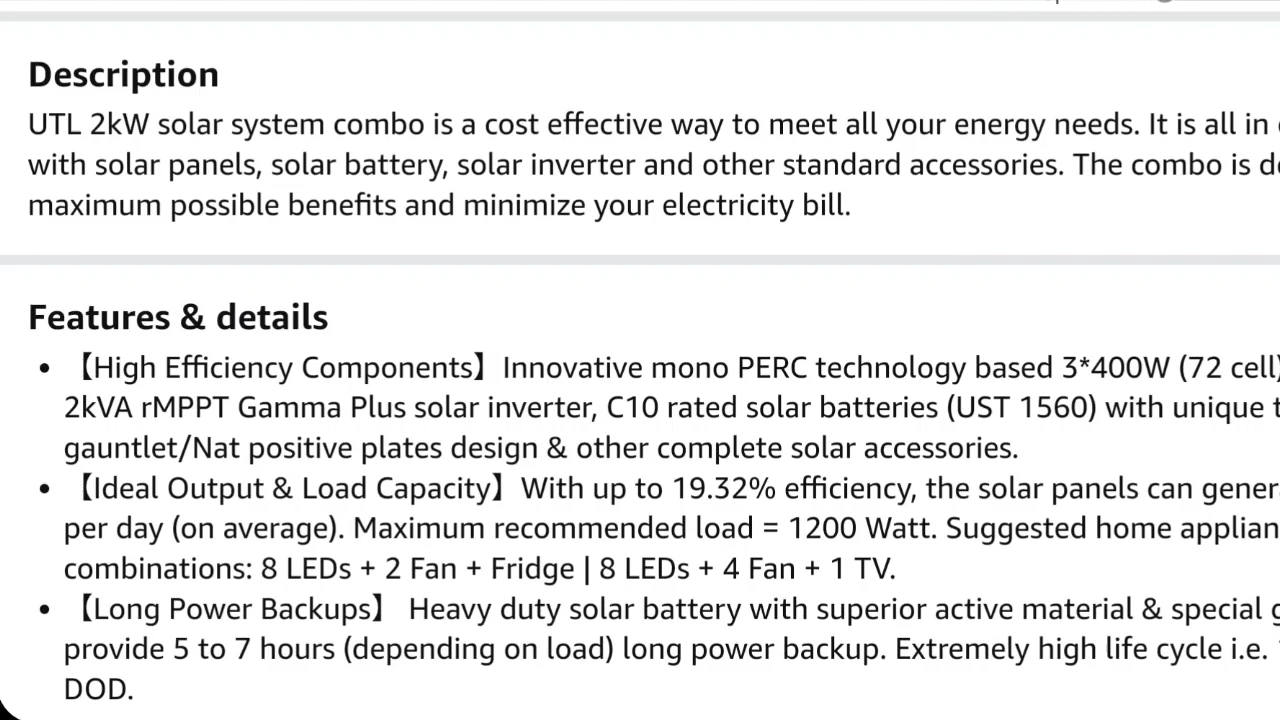 Description
UTL 2kW solar system combo is a cost effective way to meet all your energy needs. It is all in
with solar panels, solar battery, solar inverter and other standard accessories. The combo is
maximum possible benefits and minimize your electricity bill.
Features & details
• 【High Efficiency Components】Innovative mono PERC technology based 3*400W (72 cell)
2kVA rMPPT Gamma Plus solar inverter, C10 rated solar batteries (UST 1560) with unique
gauntlet/Nat positive plates design & other complete solar accessories.
• 【Ideal Output & Load Capacity】With up to 19.32% efficiency, the solar panels can
per day (on average). Maximum recommended load = 1200 Watt. Suggested home
combinations: 8 LEDs + 2 Fan + Fridge | 8 LEDs + 4 Fan + 1 TV.
• 【Long Power Backups】 Heavy duty solar battery with superior active material & special
provide 5 to 7 hours (depending on load) long power backup. Extremely high life cycle i.e.
DOD.